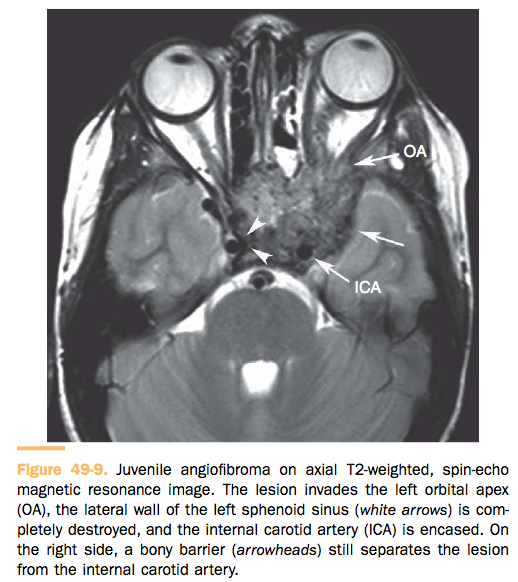 OA
ICA
Figure 49-9. Juvenile angiofibroma on axial T2-weighted, spin-echo
magnetic resonance image. The lesion invades the left orbital apex
(OA), the lateral wall of the left sphenoid sinus (white arrows) is com-
pletely destroyed, and the internal carotid artery (ICA) is encased. On
the right side, a bony barrier (arrowheads) still separates the lesion
from the internal carotid artery.